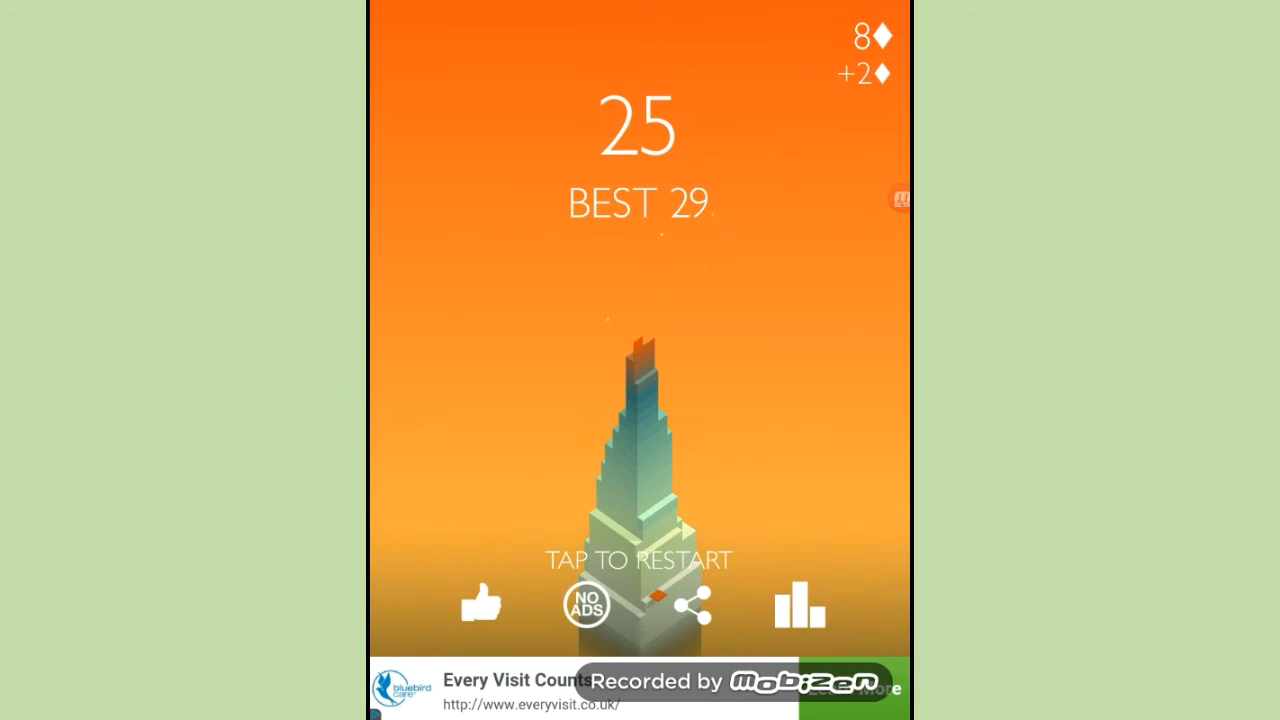 8
+2
25
BEST 29
TAP TO RESTART
NO
ADS
bluebird
care
Every Visit Counts
http://www.everyvisit.co.uk/
Recorded by mobizen